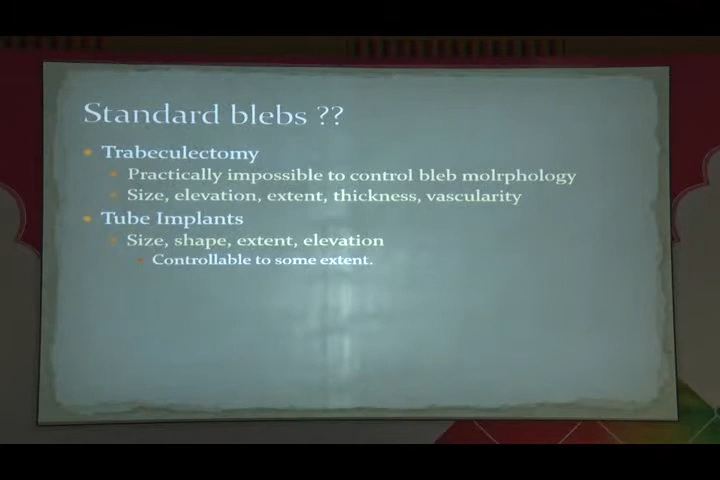 Standard blebs ??
Trabeculectomy
Practically impossible to control bleb molrphology
Size, elevation, extent, thickness, vascularity
Tube Implants
Size, shape, extent, elevation
Controllable to some extent.